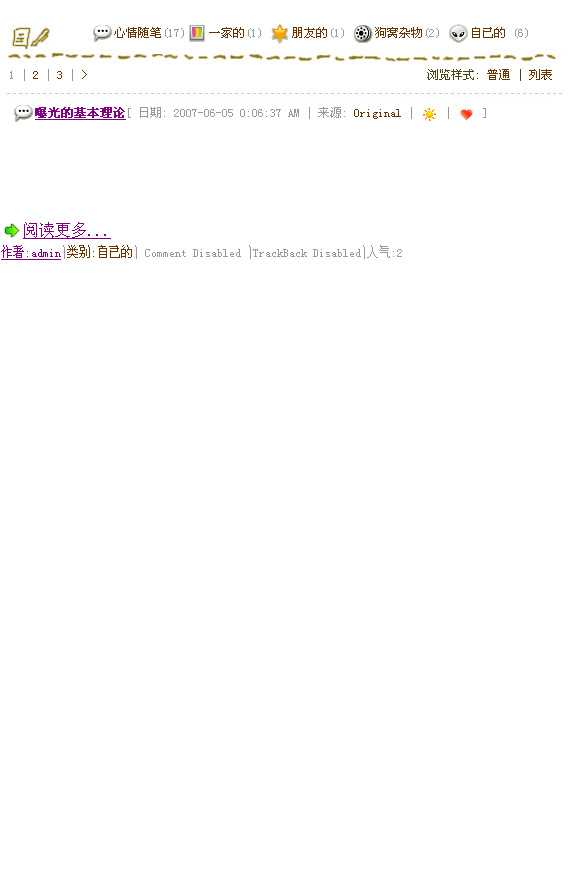 心情随笔(17) 一家的(1) 朋友的(1) 狗窝杂物(2) 自己的 (6)
1 | 2 | 3 | > 浏览样式: 普通 | 列表
曝光的基本理论[ 日期: 2007-06-05 0:06:37 AM | 来源: Original | | ]
阅读更多...
作者:admin|类别:自己的| Comment Disabled |TrackBack Disabled|人气:2